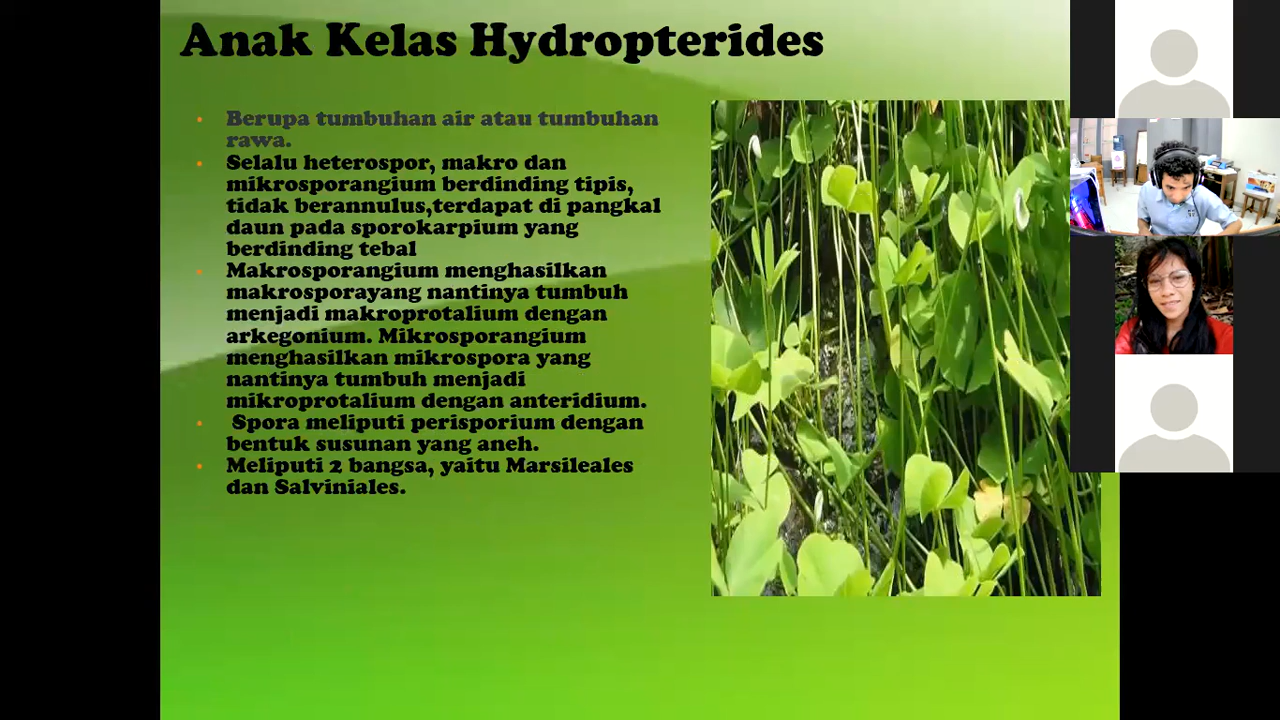 Anak Kelas Hydropterides
• Berupa tumbuhan air atau tumbuhan
rawa.
• Selalu heterospor, makro dan
mikrosporangium berdinding tipis,
tidak berannulus,terdapat di pangkal
daun pada sporokarpium yang
berdinding tebal
• Makrosporangium menghasilkan
makrosporayang nantinya tumbuh
menjadi makroprotalium dengan
arkegonium. Mikrosporangium
menghasilkan mikrospora yang
nantinya tumbuh menjadi
mikroprotalium dengan anteridium.
• Spora meliputi perisporium dengan
bentuk susunan yang aneh.
• Meliputi 2 bangsa, yaitu Marsileales
dan Salviniales.